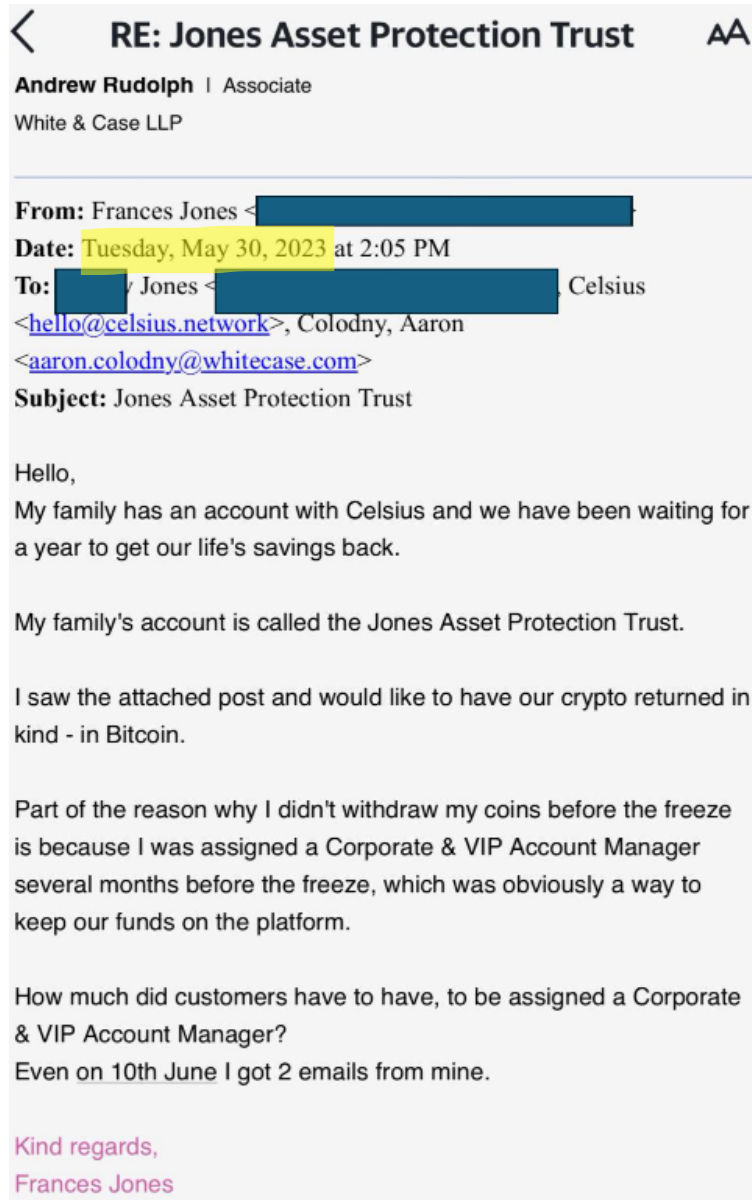 RE: Jones Asset Protection Trust AA
Andrew Rudolph | Associate
White & Case LLP
From: Frances Jones <
Date: Tuesday, May 30, 2023 at 2:05 PM
To: Jones < , Celsius
<hello@celsius.network>, Colodny, Aaron
<aaron.colodny@whitecase.com>
Subject: Jones Asset Protection Trust
Hello,
My family has an account with Celsius and we have been waiting for
a year to get our life's savings back.
My family's account is called the Jones Asset Protection Trust.
I saw the attached post and would like to have our crypto returned in
kind - in Bitcoin.
Part of the reason why I didn't withdraw my coins before the freeze
is because I was assigned a Corporate & VIP Account Manager
several months before the freeze, which was obviously a way to
keep our funds on the platform.
How much did customers have to have, to be assigned a Corporate
& VIP Account Manager?
Even on 10th June I got 2 emails from mine.
Kind regards,
Frances Jones